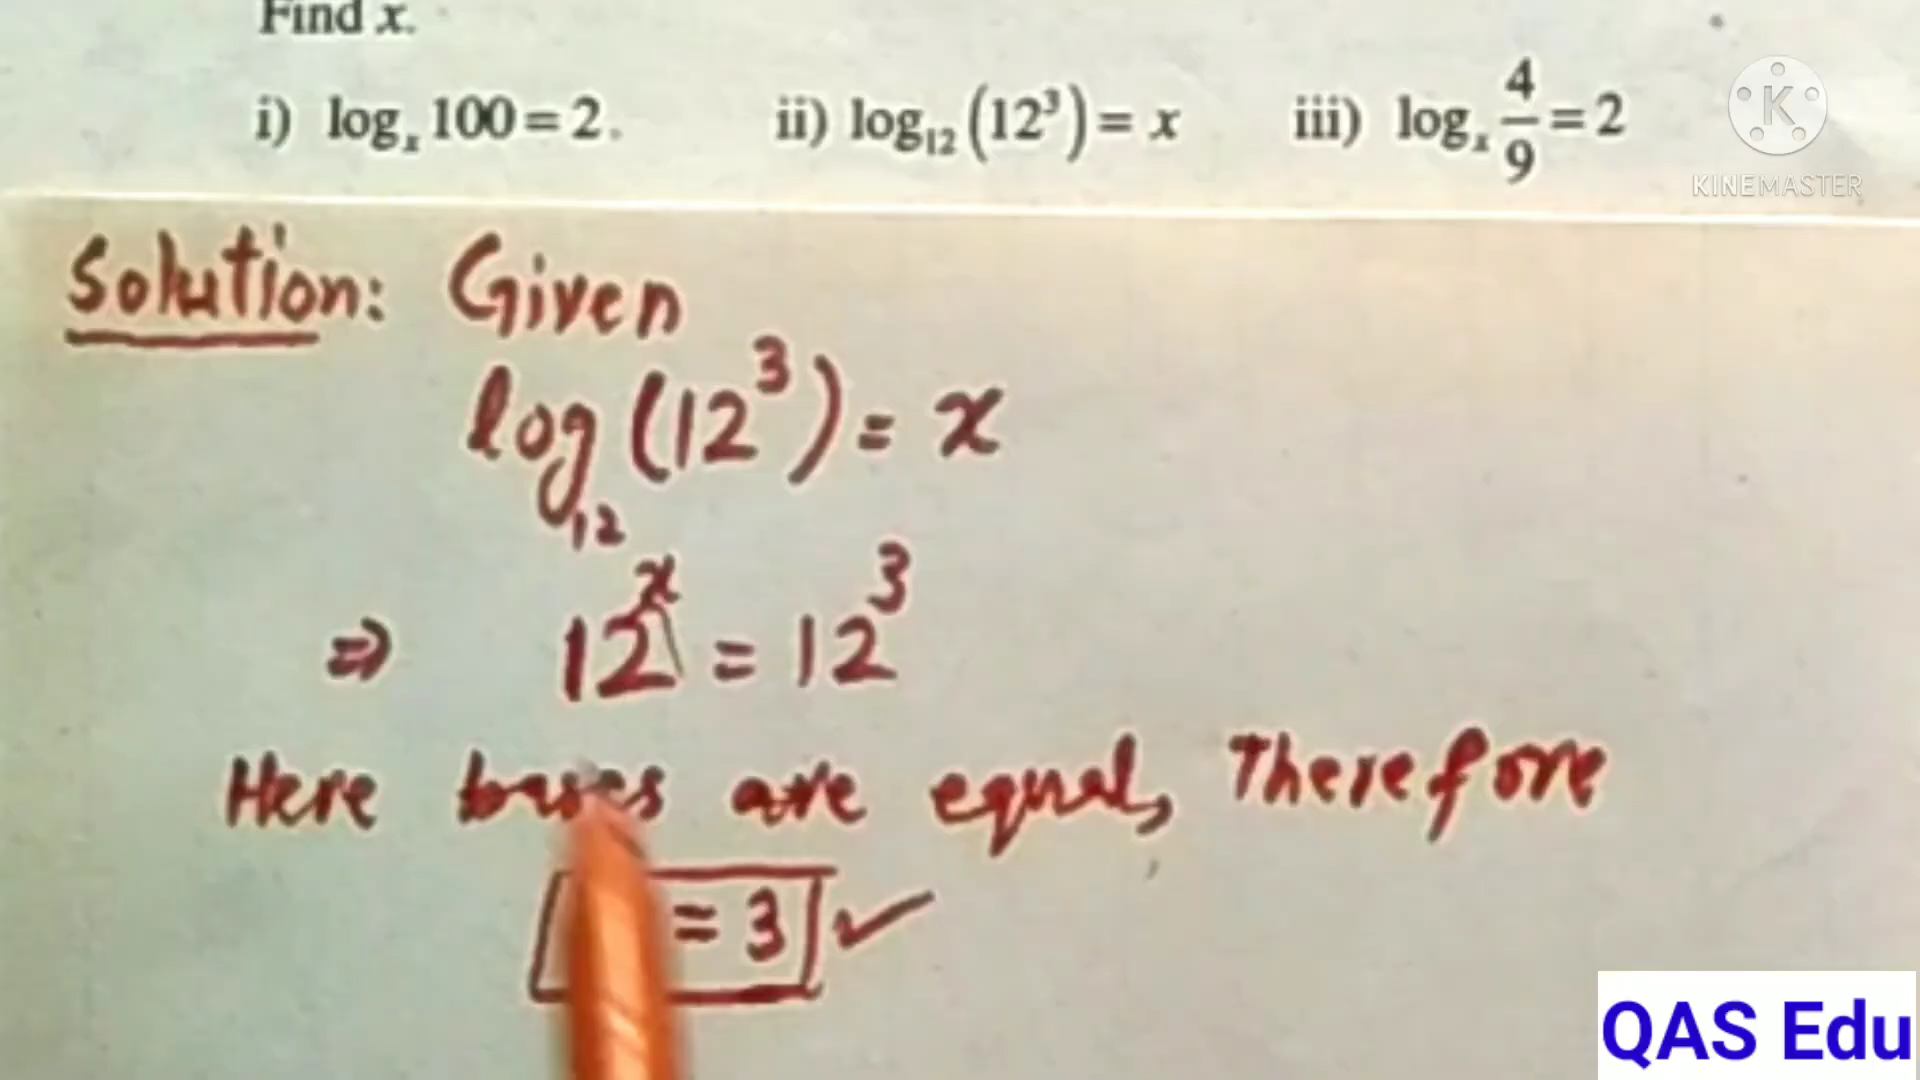 Find x.
i) logₓ 100 = 2. ii) log₁₂ (12³) = x iii) logₓ 4/9 = 2
KINEMASTER
Solution: Given
log₁₂ (12³) = x
⇒ 12ˣ = 12³
Here bases are equal, Therefore
= 3 ✓
QAS Edu